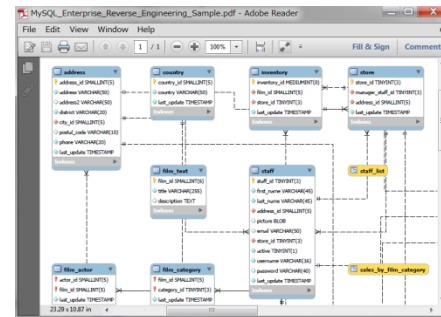 MySQL_Enterprise_Reverse_Engineering_Sample.pdf - Adobe Reader
File Edit View Window Help
1 / 1 100% Fill & Sign Comment
address
address_id SMALLINT(5)
address VARCHAR(50)
address2 VARCHAR(50)
district VARCHAR(20)
city_id SMALLINT(5)
postal_code VARCHAR(10)
phone VARCHAR(20)
last_update TIMESTAMP
Indexes
country
country_id SMALLINT(5)
country VARCHAR(50)
last_update TIMESTAMP
Indexes
inventory
inventory_id MEDIUMINT(8)
film_id SMALLINT(5)
store_id TINYINT(3)
last_update TIMESTAMP
Indexes
store
store_id TINYINT(3)
manager_staff_id TINYINT(3)
address_id SMALLINT(5)
last_update TIMESTAMP
Indexes
film_text
film_id SMALLINT(6)
title VARCHAR(255)
description TEXT
Indexes
staff
staff_id TINYINT(3)
first_name VARCHAR(45)
last_name VARCHAR(45)
address_id SMALLINT(5)
picture BLOB
email VARCHAR(50)
store_id TINYINT(3)
active TINYINT(1)
username VARCHAR(16)
password VARCHAR(40)
last_update TIMESTAMP
Indexes
staff_list
film_actor
actor_id SMALLINT(5)
film_id SMALLINT(5)
last_update TIMESTAMP
film_category
film_id SMALLINT(5)
category_id TINYINT(3)
last_update TIMESTAMP
sales_by_film_category
23.29 x 10.87 in